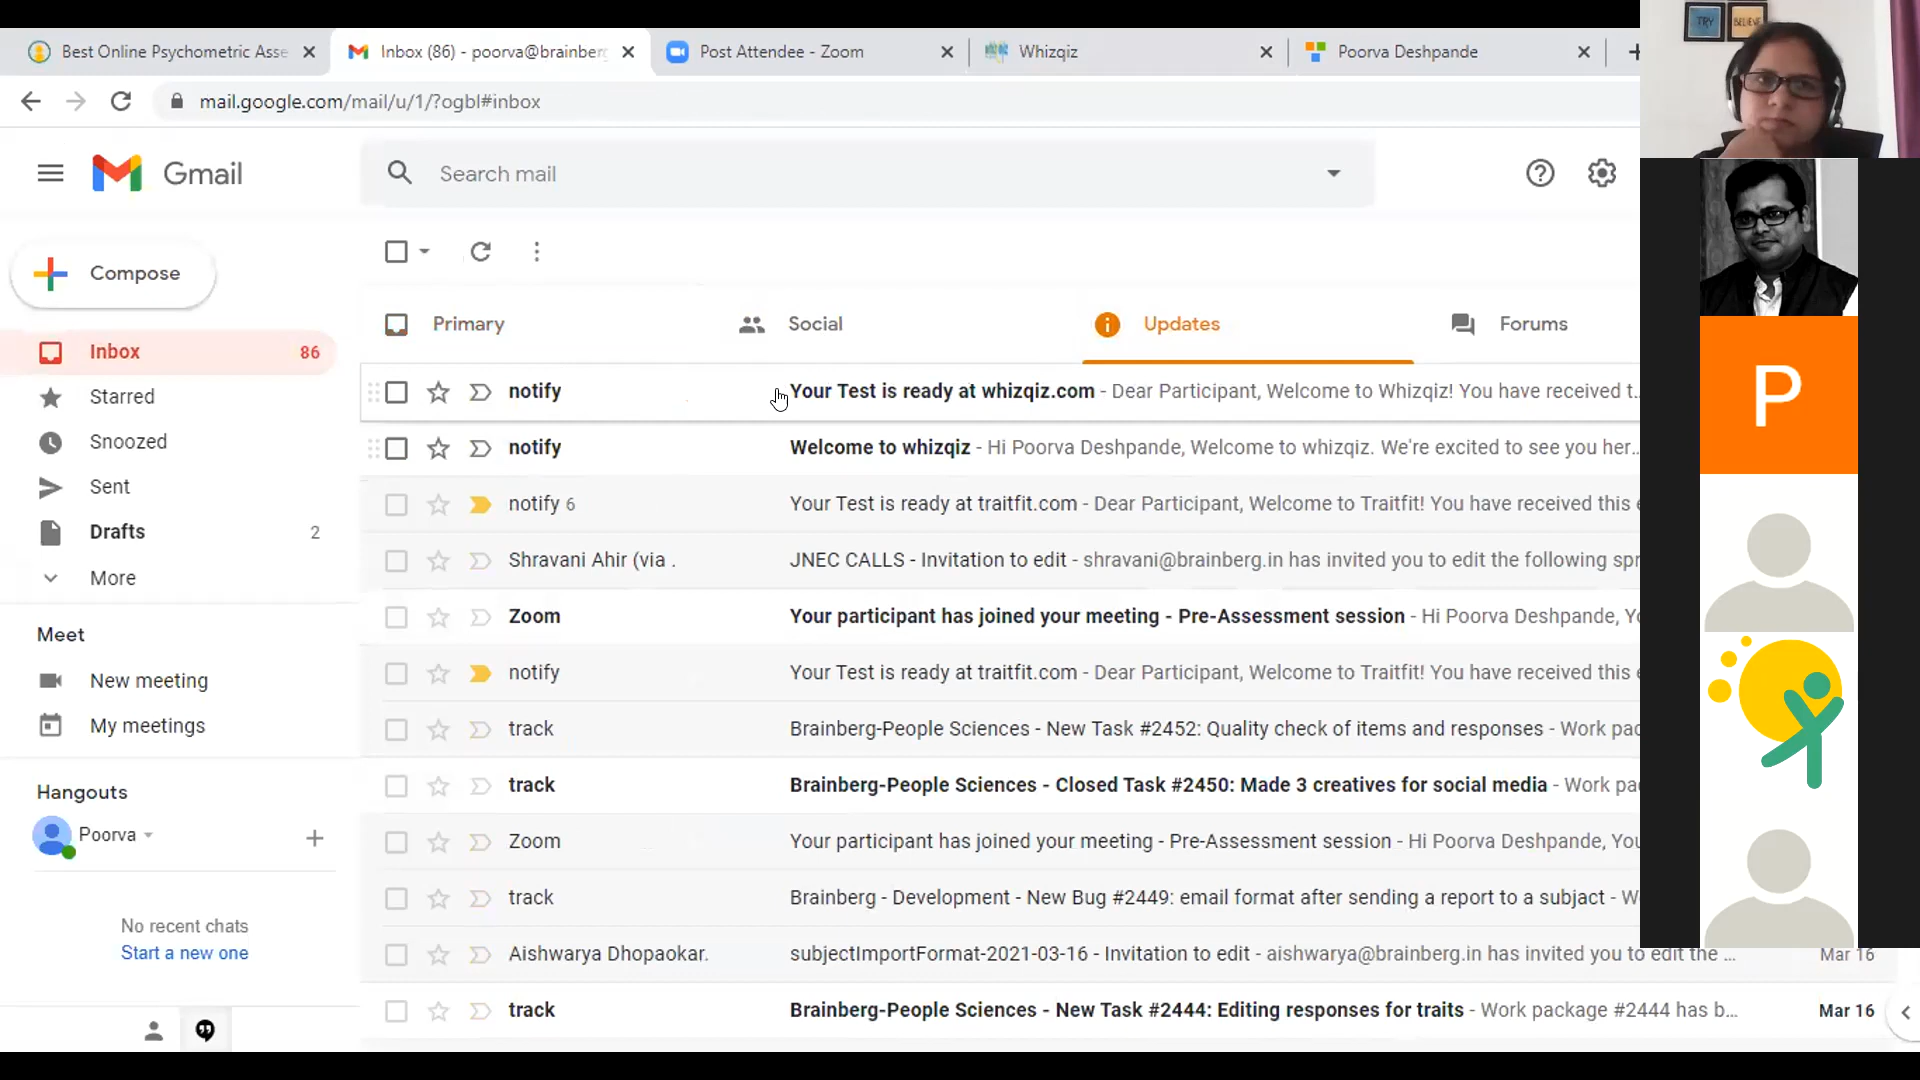 Best Online Psychometric Asse
Inbox (86) - poorva@brainberg
Post Attendee - Zoom
Whizqiz
Poorva Deshpande
mail.google.com/mail/u/1/?ogbl#inbox
TRY
BELIEVE
Gmail
Search mail
Compose
Primary
Social
Updates
Forums
Inbox 86
Starred
Snoozed
Sent
Drafts 2
More
notify Your Test is ready at whizqiz.com - Dear Participant, Welcome to Whizqiz! You have received t...
notify Welcome to whizqiz - Hi Poorva Deshpande, Welcome to whizqiz. We're excited to see you her...
notify 6 Your Test is ready at traitfit.com - Dear Participant, Welcome to Traitfit! You have received this e
Shravani Ahir (via . JNEC CALLS - Invitation to edit - shravani@brainberg.in has invited you to edit the following spr
Zoom Your participant has joined your meeting - Pre-Assessment session - Hi Poorva Deshpande, Yo
notify Your Test is ready at traitfit.com - Dear Participant, Welcome to Traitfit! You have received this e
track Brainberg-People Sciences - New Task #2452: Quality check of items and responses - Work pac
track Brainberg-People Sciences - Closed Task #2450: Made 3 creatives for social media - Work pa
Zoom Your participant has joined your meeting - Pre-Assessment session - Hi Poorva Deshpande, You
track Brainberg - Development - New Bug #2449: email format after sending a report to a subjact - W
Aishwarya Dhopaokar. subjectImportFormat-2021-03-16 - Invitation to edit - aishwarya@brainberg.in has invited you to edit the ... Mar 16
track Brainberg-People Sciences - New Task #2444: Editing responses for traits - Work package #2444 has b... Mar 16
Meet
New meeting
My meetings
Hangouts
Poorva
No recent chats
Start a new one
P